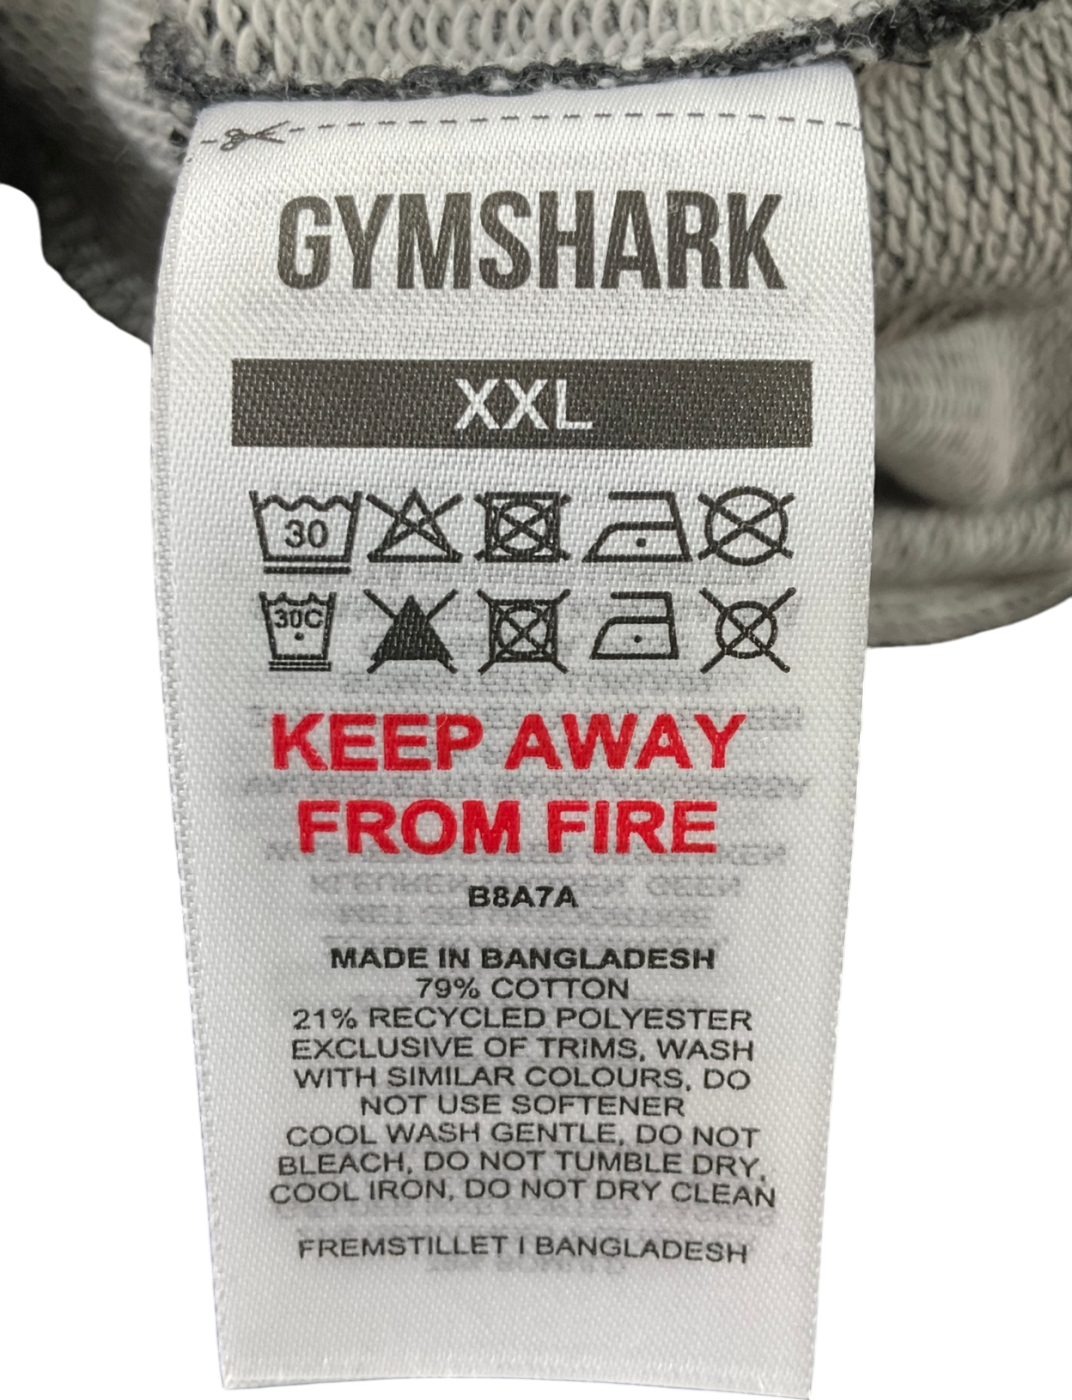 GYMSHARK
XXL
30
30C
KEEP AWAY
FROM FIRE
B8A7A
MADE IN BANGLADESH
79% COTTON
21% RECYCLED POLYESTER
EXCLUSIVE OF TRIMS, WASH
WITH SIMILAR COLOURS, DO
NOT USE SOFTENER
COOL WASH GENTLE, DO NOT
BLEACH, DO NOT TUMBLE DRY,
COOL IRON, DO NOT DRY CLEAN
FREMSTILLET I BANGLADESH